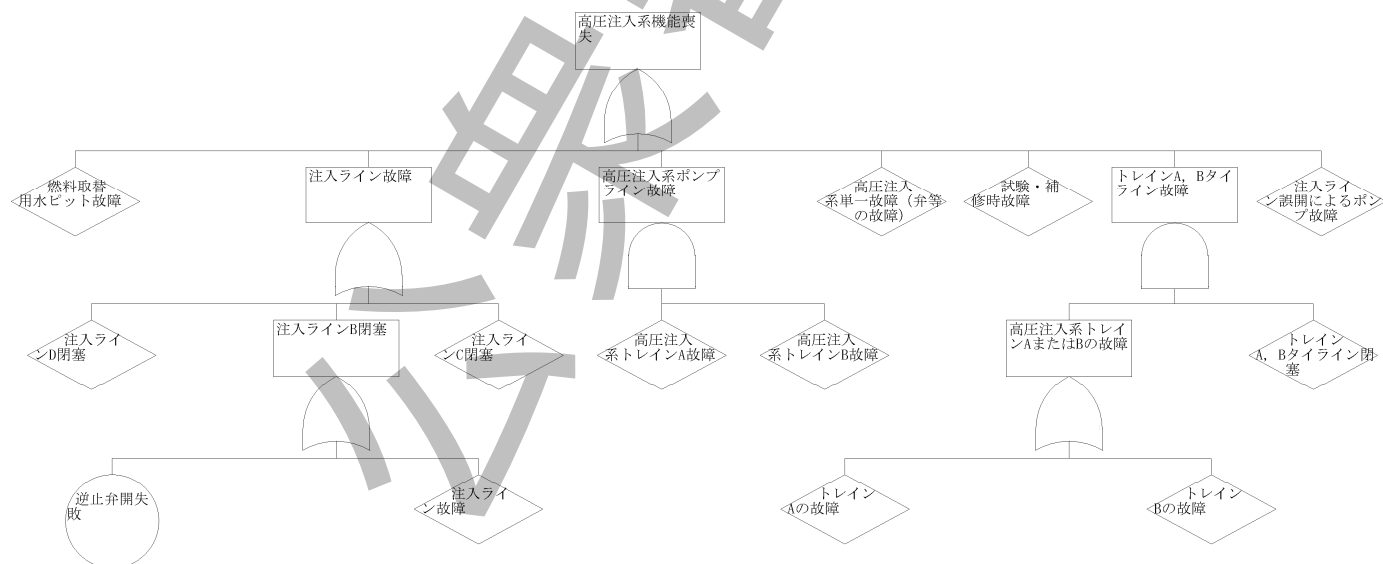 高圧注入系機能喪
失
燃料取替
用水ピット故障
注入ライン故障
高圧注入系ポンプ
ライン故障
高圧注入
系単一故障（弁等
の故障）
試験・補
修時故障
トレインA, Bタイ
ライン故障
注入ライ
ン誤開によるポン
プ故障
注入ライ
ンD閉塞
注入ラインB閉塞
注入ライ
ンC閉塞
高圧注入
系トレインA故障
高圧注入
系トレインB故障
高圧注入系トレイ
ンAまたはBの故障
トレイン
A, Bタイライン閉
塞
逆止弁開失
敗
注入ライ
ン故障
トレイン
Aの故障
トレイン
Bの故障